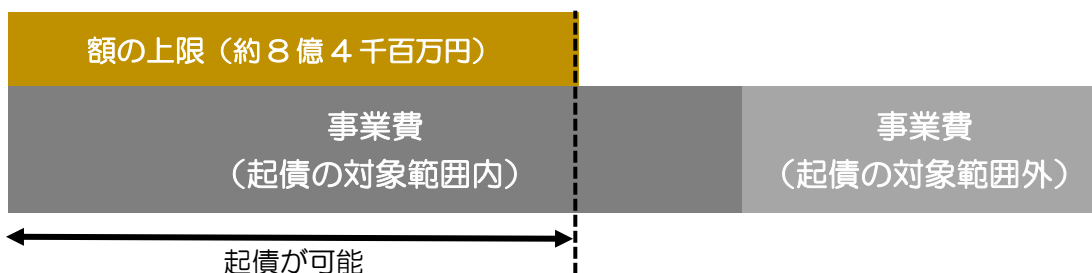 額の上限（約８億４千百万円）
事業費
（起債の対象範囲内）
事業費
（起債の対象範囲外）
起債が可能